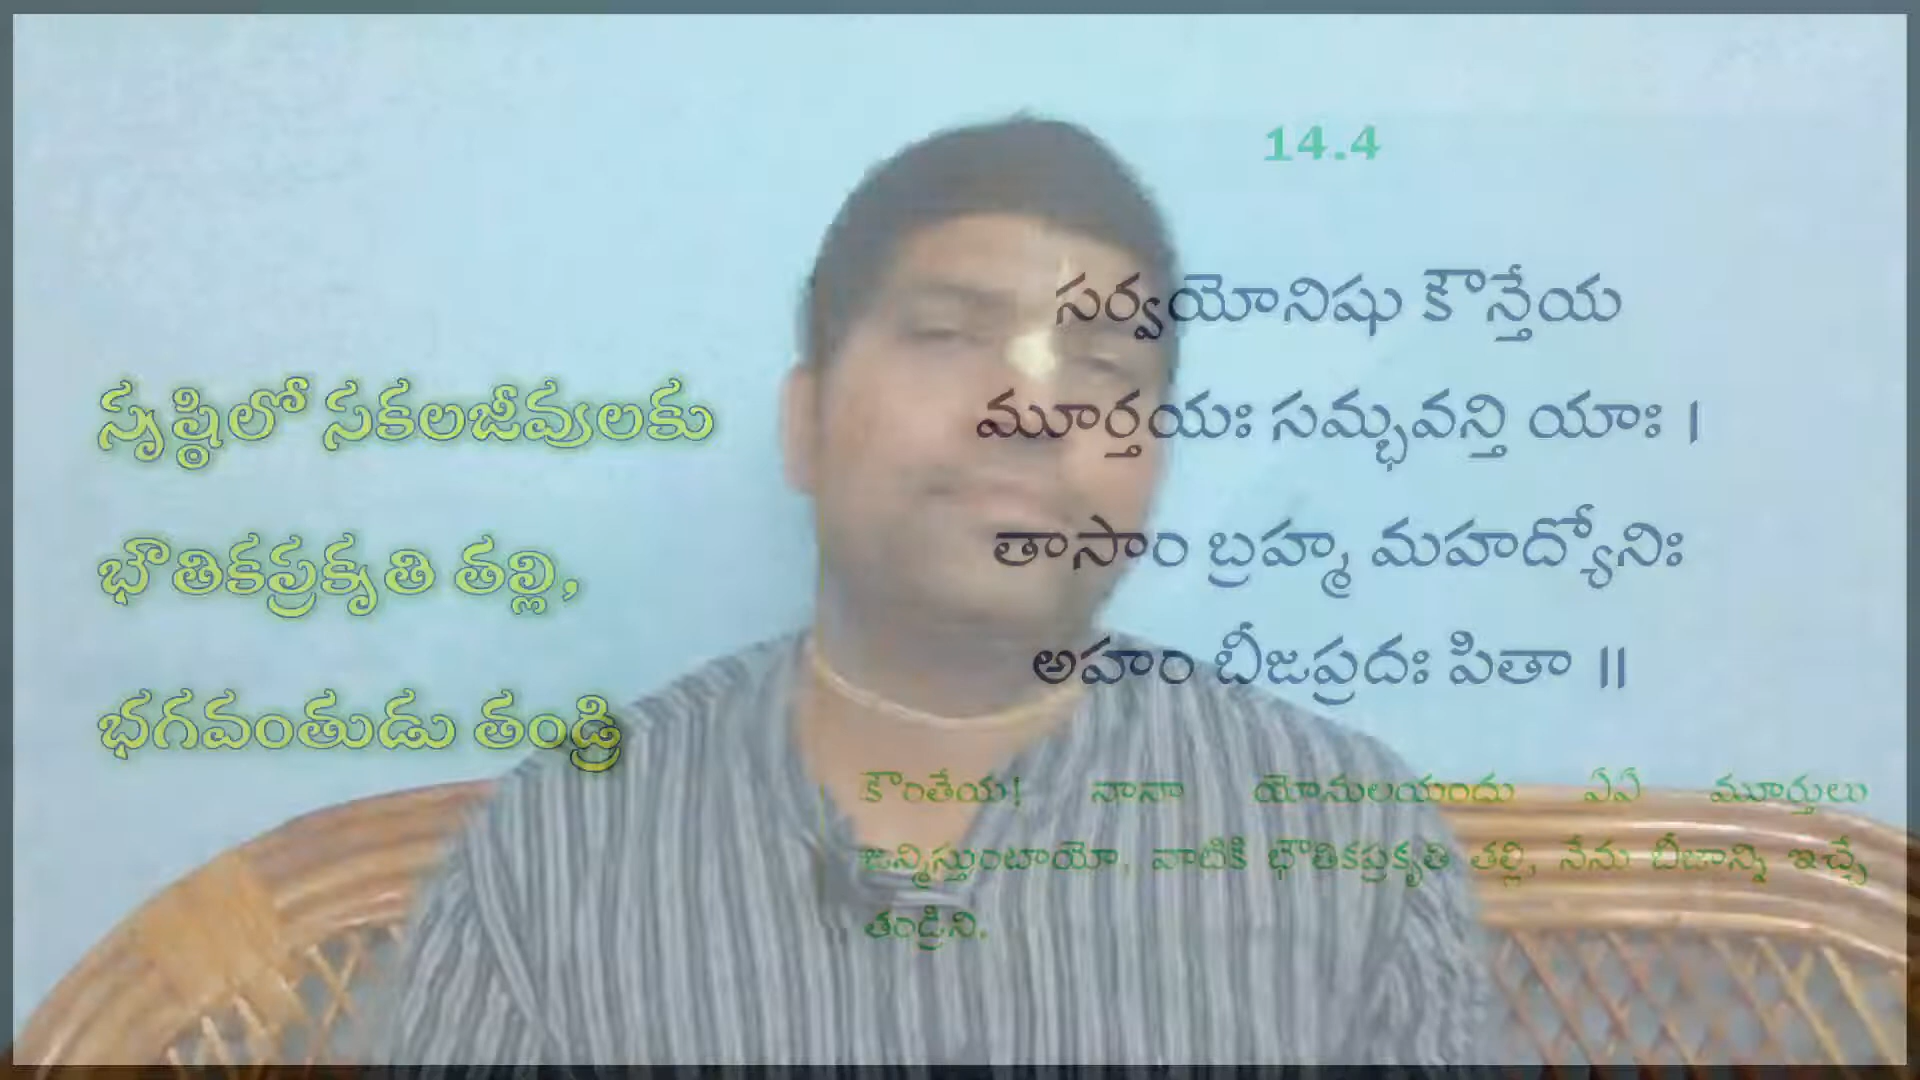 14.4
సర్వయోనిషు కౌన్తేయ
మూర్తయః సమ్భవన్తి యాః ।
తాసాం బ్రహ్మ మహద్యోనిః
అహం బీజప్రదః పితా ॥
సృష్ఠిలో సకలజీవులకు
భౌతికప్రకృతి తల్లి,
భగవంతుడు తండ్రి
కౌంతేయ! నానా యోనులయందు ఏఏ మూర్తులు
జన్మిస్తుంటాయో, వాటికి భౌతికప్రకృతి తల్లి, నేను బీజాన్ని ఇచ్చే
తండ్రిని.